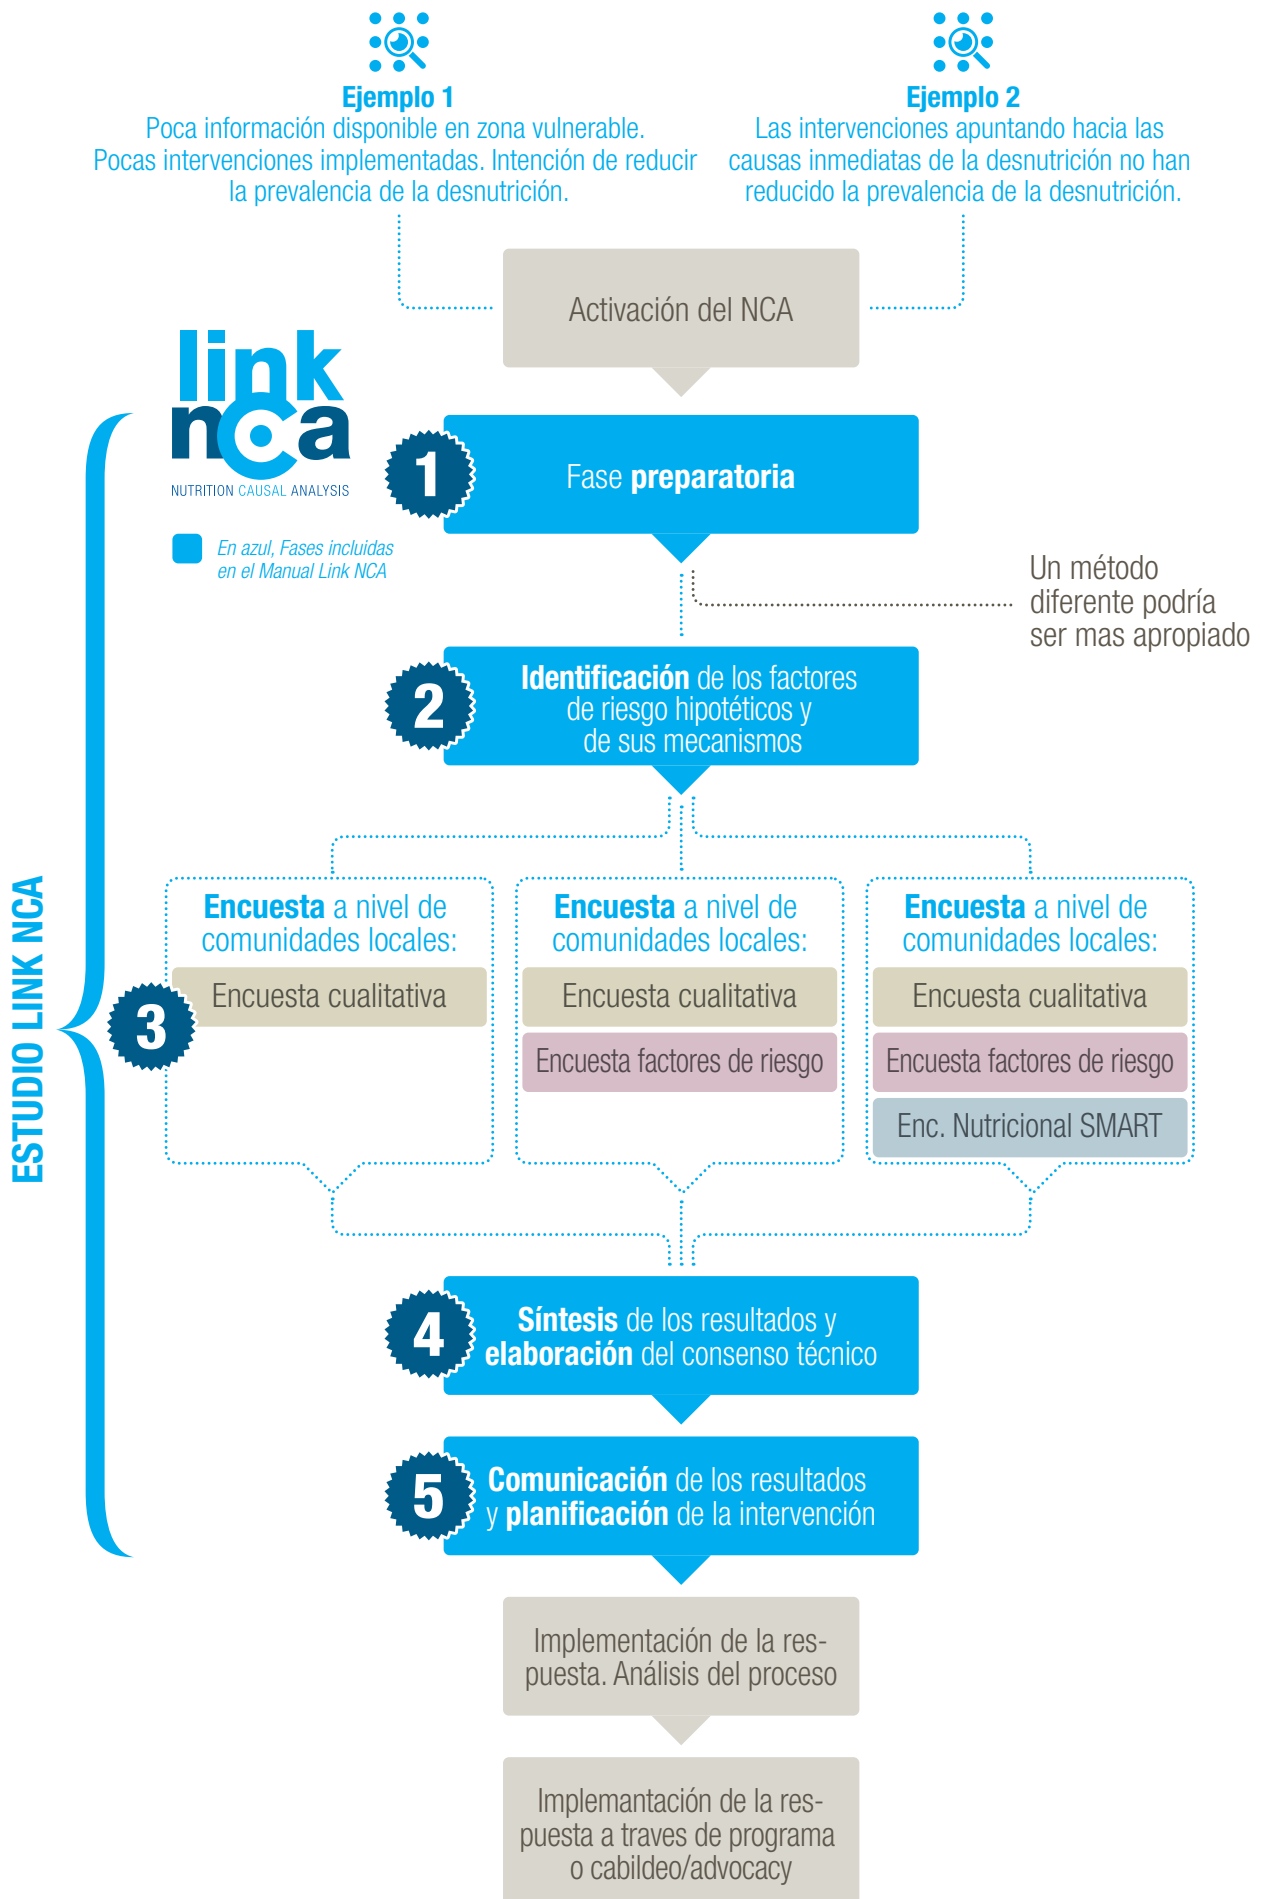 Ejemplo 1
Poca información disponible en zona vulnerable.
Pocas intervenciones implementadas. Intención de reducir
la prevalencia de la desnutrición.
Ejemplo 2
Las intervenciones apuntando hacia las
causas inmediatas de la desnutrición no han
reducido la prevalencia de la desnutrición.
Activación del NCA
link
nca
NUTRITION CAUSAL ANALYSIS
En azul, Fases incluidas
en el Manual Link NCA
ESTUDIO LINK NCA
1
Fase preparatoria
Un método
diferente podría
ser mas apropiado
2
Identificación de los factores
de riesgo hipotéticos y
de sus mecanismos
3
Encuesta a nivel de
comunidades locales:
Encuesta cualitativa
Encuesta a nivel de
comunidades locales:
Encuesta cualitativa
Encuesta factores de riesgo
Encuesta a nivel de
comunidades locales:
Encuesta cualitativa
Encuesta factores de riesgo
Enc. Nutricional SMART
4
Síntesis de los resultados y
elaboración del consenso técnico
5
Comunicación de los resultados
y planificación de la intervención
Implementación de la res-
puesta. Análisis del proceso
Implemantación de la res-
puesta a traves de programa
o cabildeo/advocacy